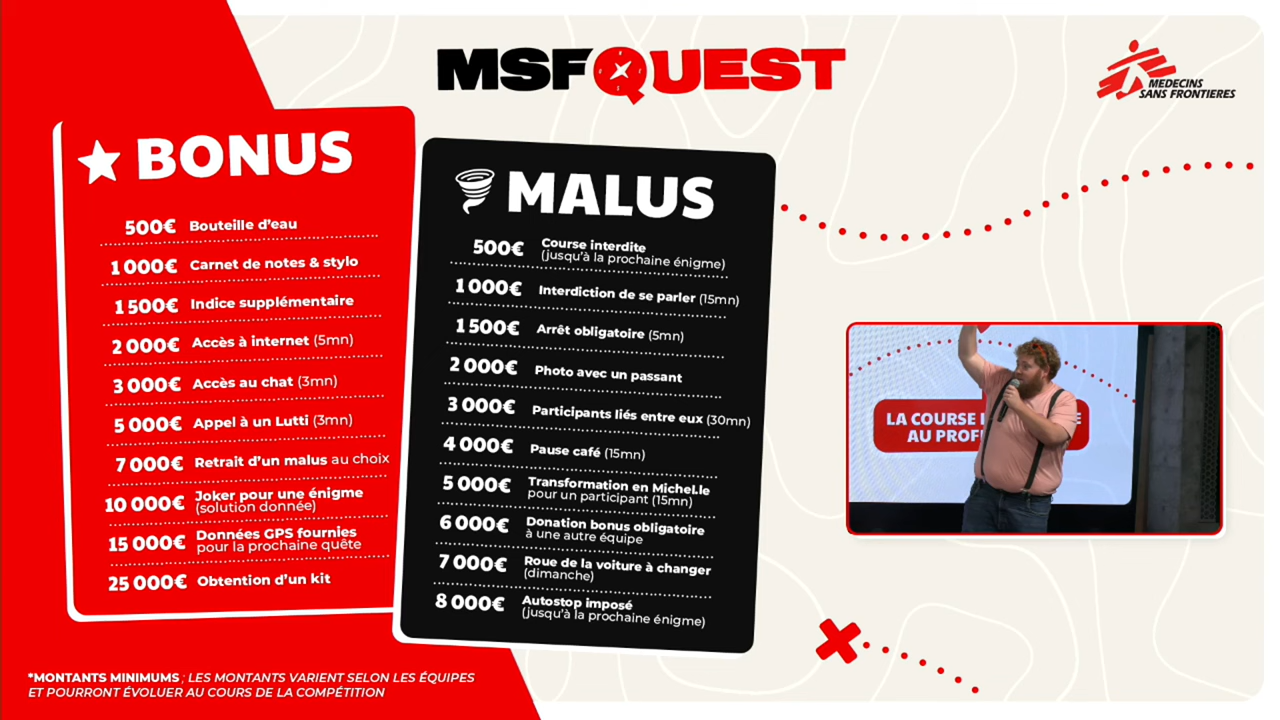 MSFQUEST
MEDECINS
SANS FRONTIERES
BONUS
500€ Bouteille d'eau
1 000€ Carnet de notes & stylo
1 500€ Indice supplémentaire
2 000€ Accès à internet (5mn)
3 000€ Accès au chat (3mn)
5 000€ Appel à un Lutti (3mn)
7 000€ Retrait d'un malus au choix
10 000€ Joker pour une énigme
(solution donnée)
15 000€ Données GPS fournies
pour la prochaine quête
25 000€ Obtention d'un kit
MALUS
500€ Course interdite
(jusqu'à la prochaine énigme)
1 000€ Interdiction de se parler (15mn)
1 500€ Arrêt obligatoire (5mn)
2 000€ Photo avec un passant
3 000€ Participants liés entre eux (30mn)
4 000€ Pause café (15mn)
5 000€ Transformation en Michel.le
pour un participant (15mn)
6 000€ Donation bonus obligatoire
à une autre équipe
7 000€ Roue de la voiture à changer
(dimanche)
8 000€ Autostop imposé
(jusqu'à la prochaine énigme)
LA COURSE
AU
*MONTANTS MINIMUMS ; LES MONTANTS VARIENT SELON LES ÉQUIPES
ET POURRONT ÉVOLUER AU COURS DE LA COMPÉTITION